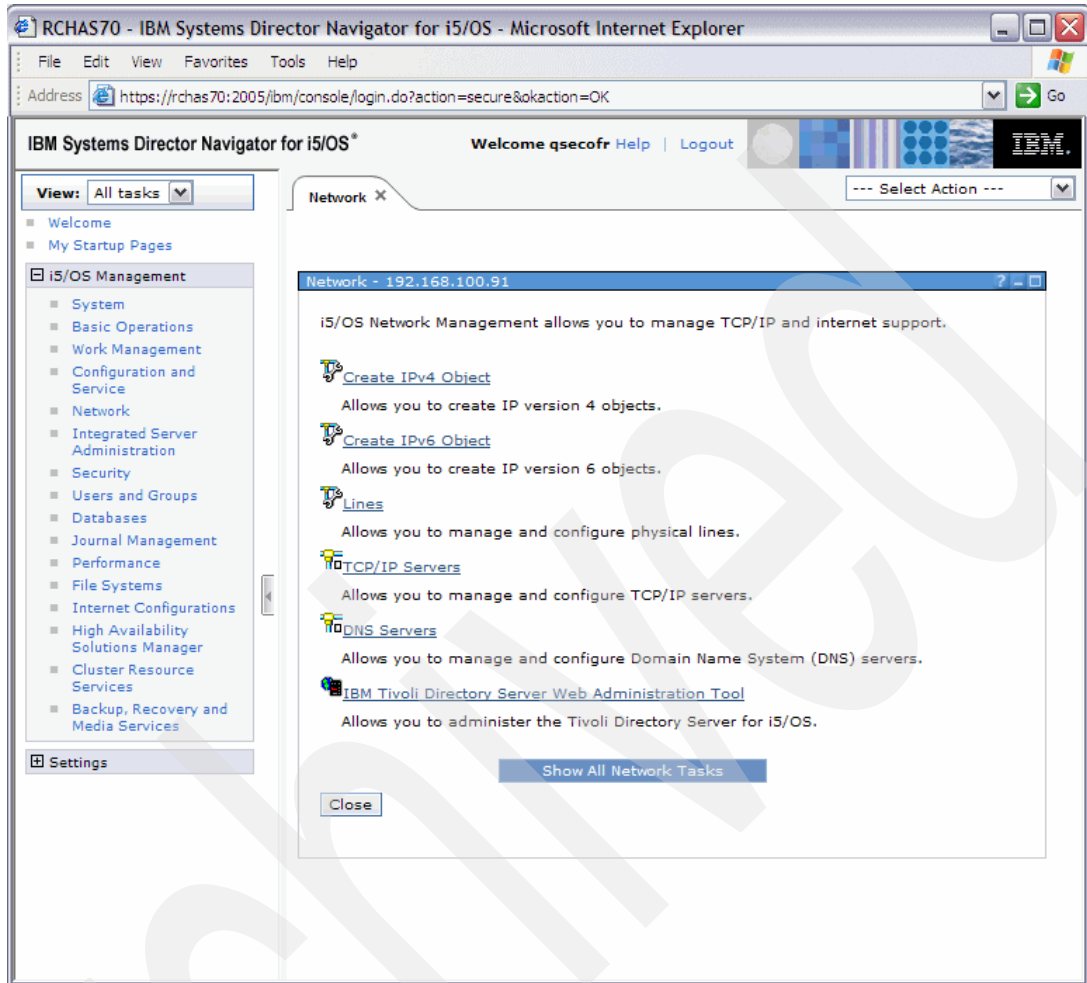 RCHAS70 - IBM Systems Director Navigator for i5/OS - Microsoft Internet Explorer
File Edit View Favorites Tools Help
Address https://rchas70:2005/ibm/console/login.do?action=secure&okaction=OK Go
IBM Systems Director Navigator for i5/OS® Welcome qsecofr Help | Logout IBM.
View: All tasks
Network X
--- Select Action ---
Welcome
My Startup Pages
i5/OS Management
System
Basic Operations
Work Management
Configuration and
Service
Network
Integrated Server
Administration
Security
Users and Groups
Databases
Journal Management
Performance
File Systems
Internet Configurations
High Availability
Solutions Manager
Cluster Resource
Services
Backup, Recovery and
Media Services
Settings
Network - 192.168.100.91 ?
i5/OS Network Management allows you to manage TCP/IP and internet support.
Create IPv4 Object
Allows you to create IP version 4 objects.
Create IPv6 Object
Allows you to create IP version 6 objects.
Lines
Allows you to manage and configure physical lines.
TCP/IP Servers
Allows you to manage and configure TCP/IP servers.
DNS Servers
Allows you to manage and configure Domain Name System (DNS) servers.
IBM Tivoli Directory Server Web Administration Tool
Allows you to administer the Tivoli Directory Server for i5/OS.
Show All Network Tasks
Close